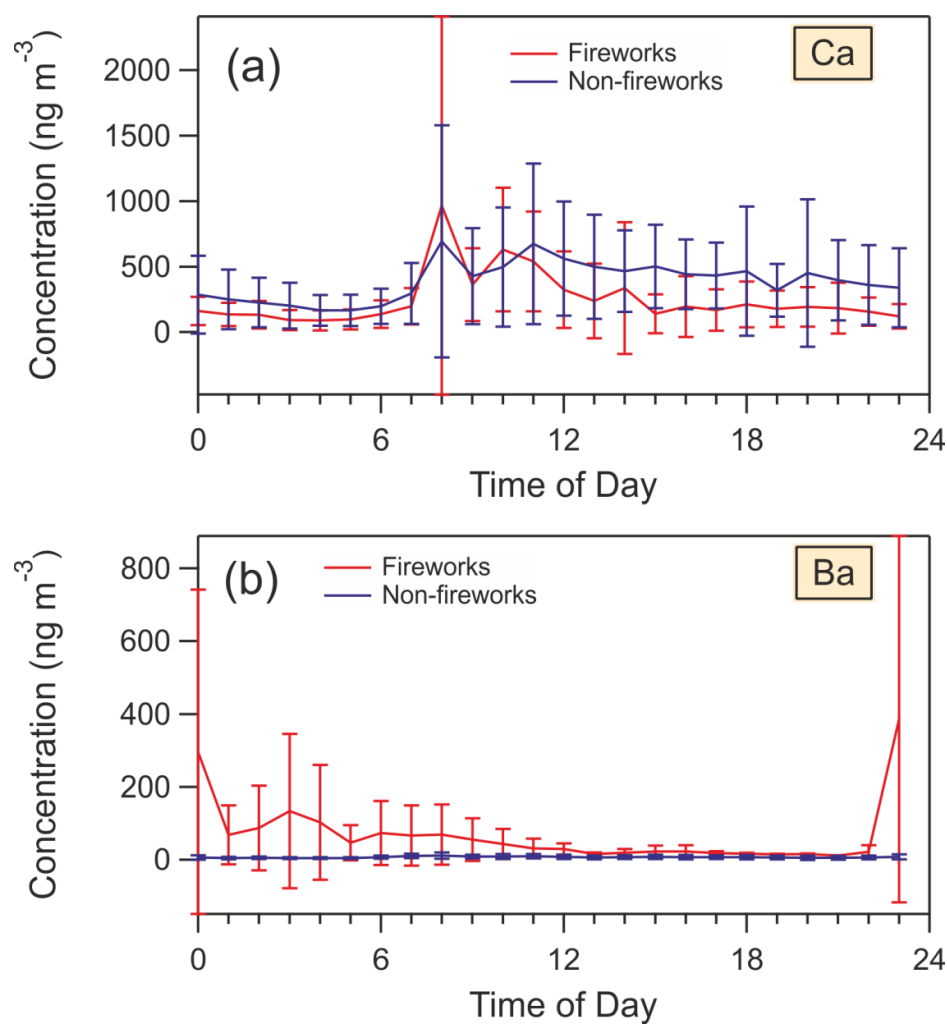 (a)
Fireworks
Non-fireworks
Ca
Concentration (ng m-3)
2000
1500
1000
500
0
0 6 12 18 24
Time of Day
(b)
Fireworks
Non-fireworks
Ba
Concentration (ng m-3)
800
600
400
200
0
0 6 12 18 24
Time of Day